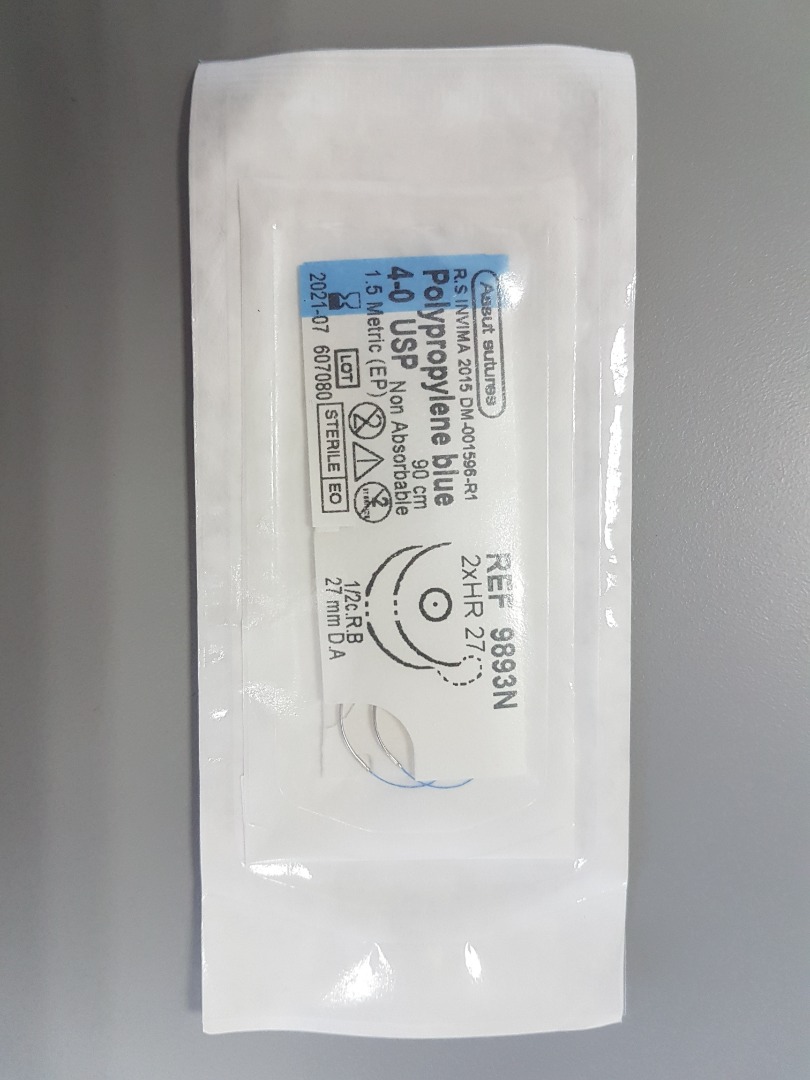 Assut sutures
R.S INVIMA 2015 DM-001596-R1
Polypropylene blue
90 cm
4-0 USP Non Absorbable
1.5 Metric (EP)
LOT
2021-07 607080 STERILE EO
REF 9893N
2xHR 27
1/2c.R.B
27 mm D.A